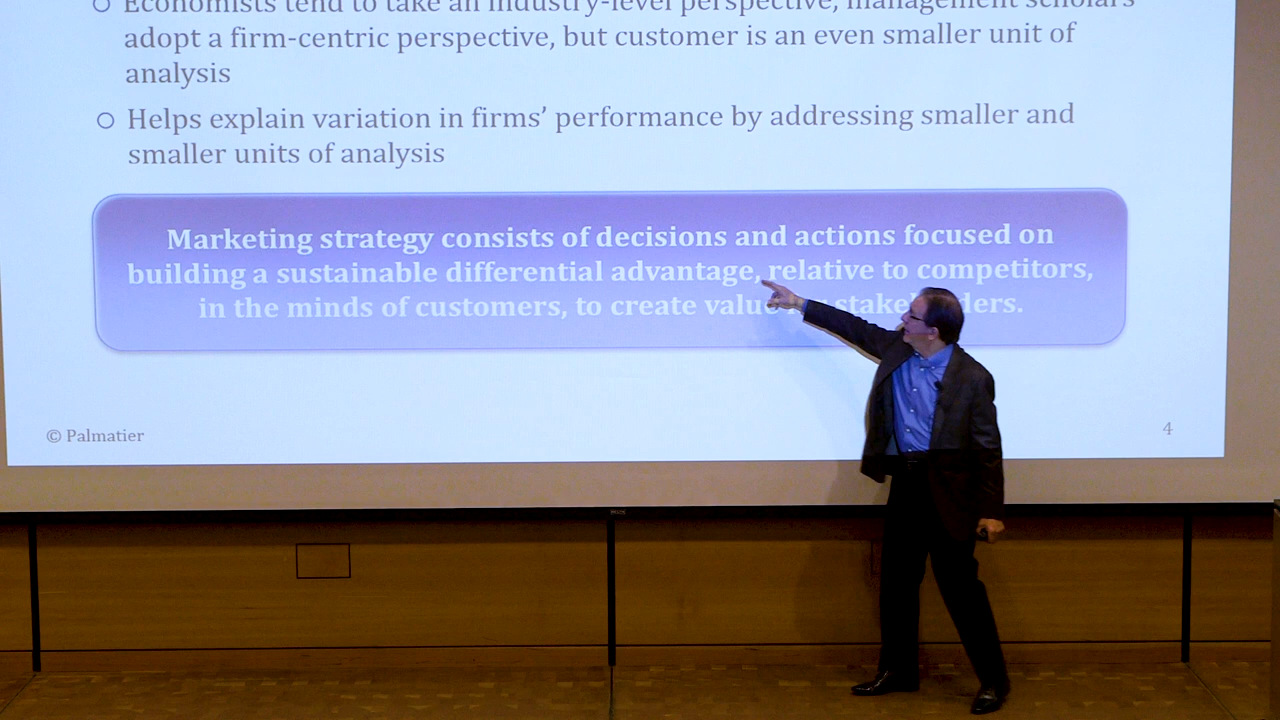 ○ Economists tend to take an industry-level perspective, management scholars
adopt a firm-centric perspective, but customer is an even smaller unit of
analysis
○ Helps explain variation in firms' performance by addressing smaller and
smaller units of analysis
Marketing strategy consists of decisions and actions focused on
building a sustainable differential advantage, relative to competitors,
in the minds of customers, to create value stakeholders.
© Palmatier
4